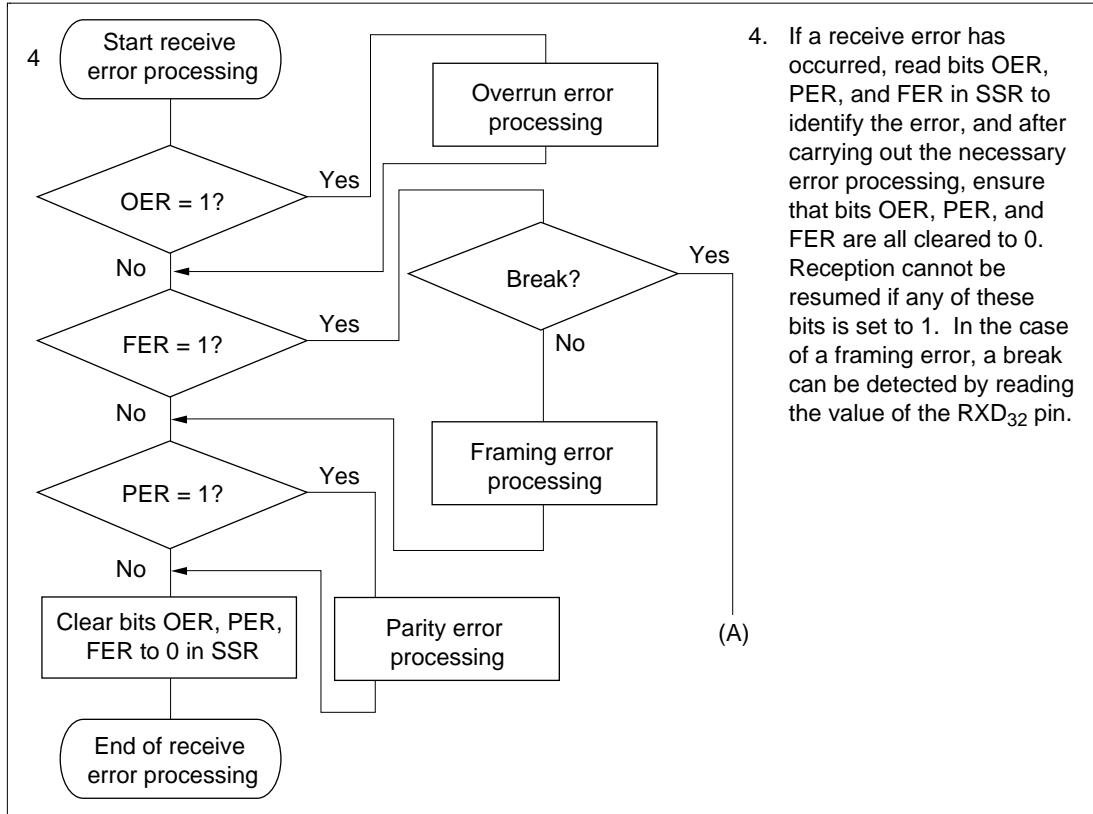 4
Start receive
error processing
Overrun error
processing
OER = 1?
Yes
No
Break?
Yes
No
FER = 1?
Yes
No
Framing error
processing
PER = 1?
Yes
No
Clear bits OER, PER,
FER to 0 in SSR
Parity error
processing
(A)
End of receive
error processing
4. If a receive error has
occurred, read bits OER,
PER, and FER in SSR to
identify the error, and after
carrying out the necessary
error processing, ensure
that bits OER, PER, and
FER are all cleared to 0.
Reception cannot be
resumed if any of these
bits is set to 1. In the case
of a framing error, a break
can be detected by reading
the value of the RXD32 pin.